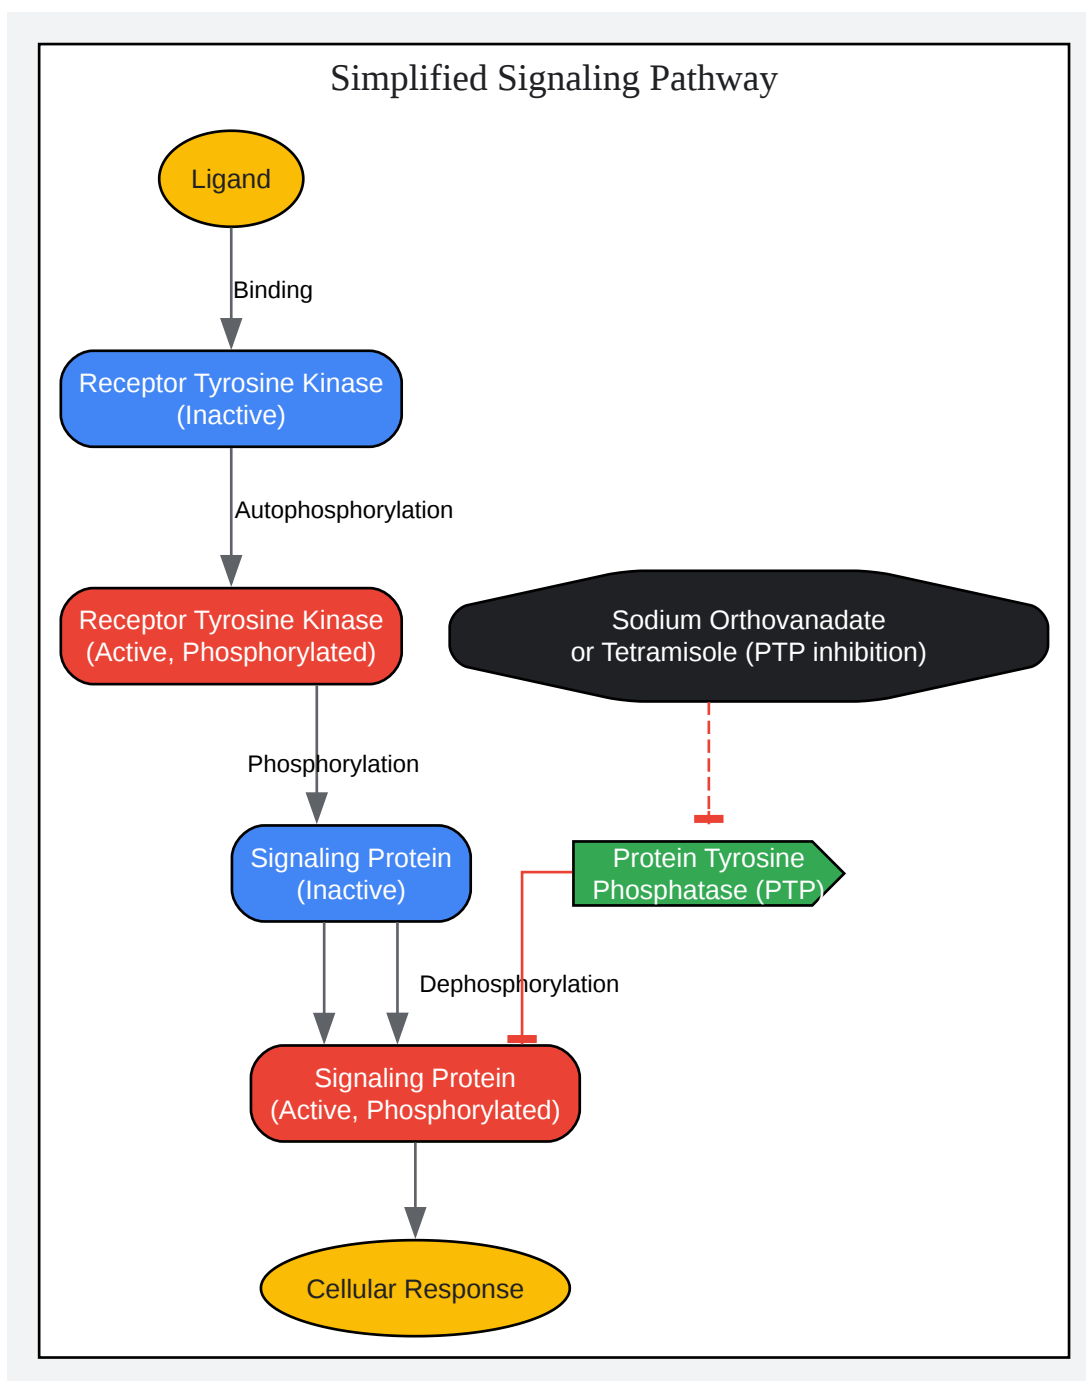 Simplified Signaling Pathway
Ligand
Binding
Receptor Tyrosine Kinase
(Inactive)
Autophosphorylation
Receptor Tyrosine Kinase
(Active, Phosphorylated)
Sodium Orthovanadate
or Tetramisole (PTP inhibition)
Phosphorylation
Signaling Protein
(Inactive)
Protein Tyrosine
Phosphatase (PTP)
Dephosphorylation
Signaling Protein
(Active, Phosphorylated)
Cellular Response